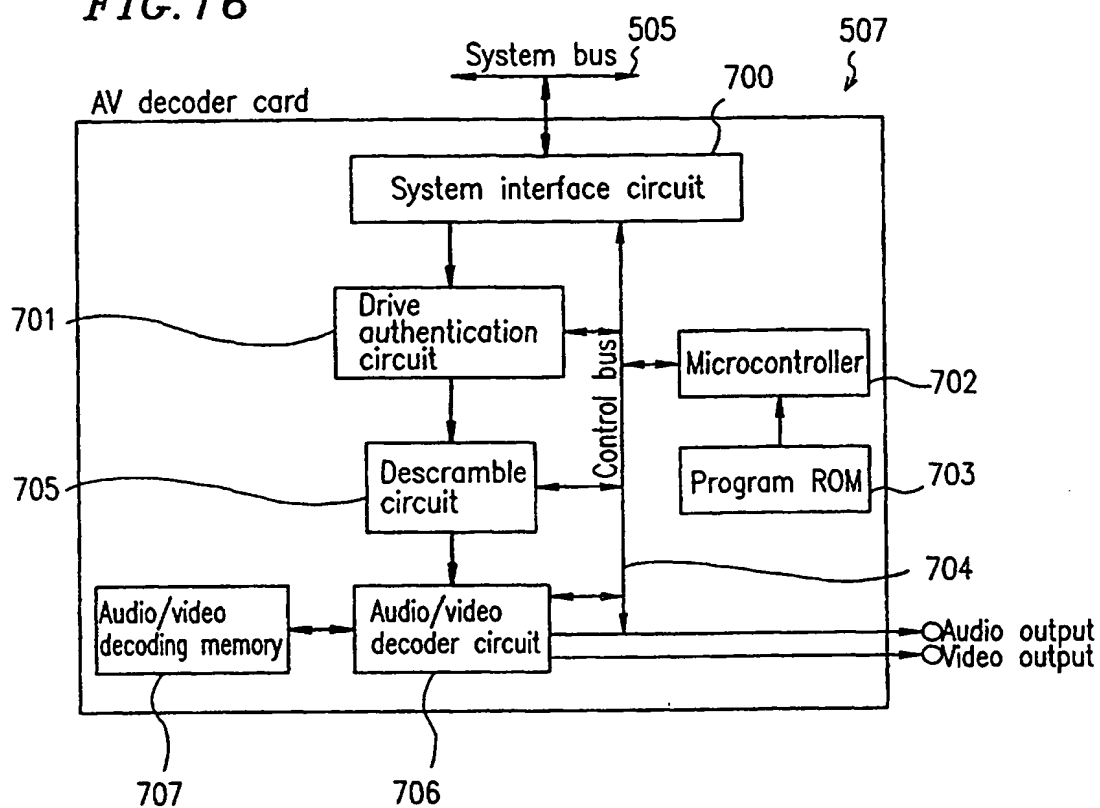 FIG. 16
System bus
505
507
AV decoder card
700
System interface circuit
701
Drive
authentication
circuit
Control bus
Microcontroller
702
705
Descramble
circuit
Program ROM
703
704
Audio/video
decoding memory
Audio/video
decoder circuit
Audio output
Video output
707
706